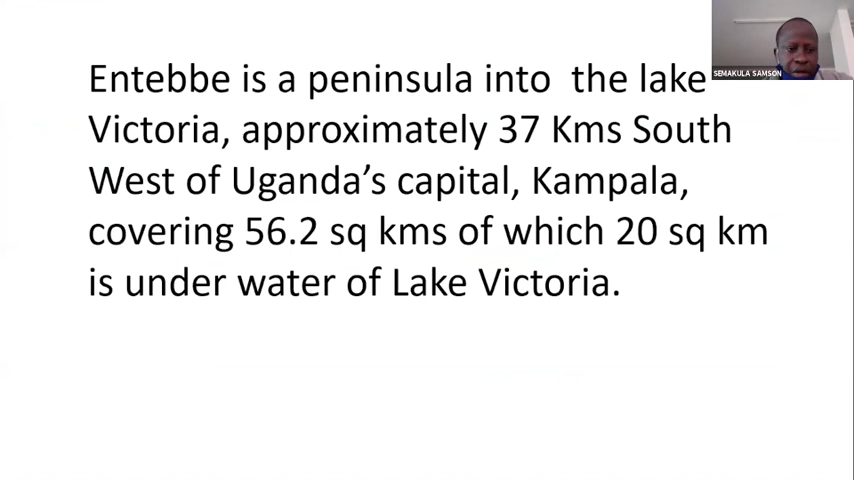 SEMAKULA SAMSON
Entebbe is a peninsula into the lake
Victoria, approximately 37 Kms South
West of Uganda’s capital, Kampala,
covering 56.2 sq kms of which 20 sq km
is under water of Lake Victoria.